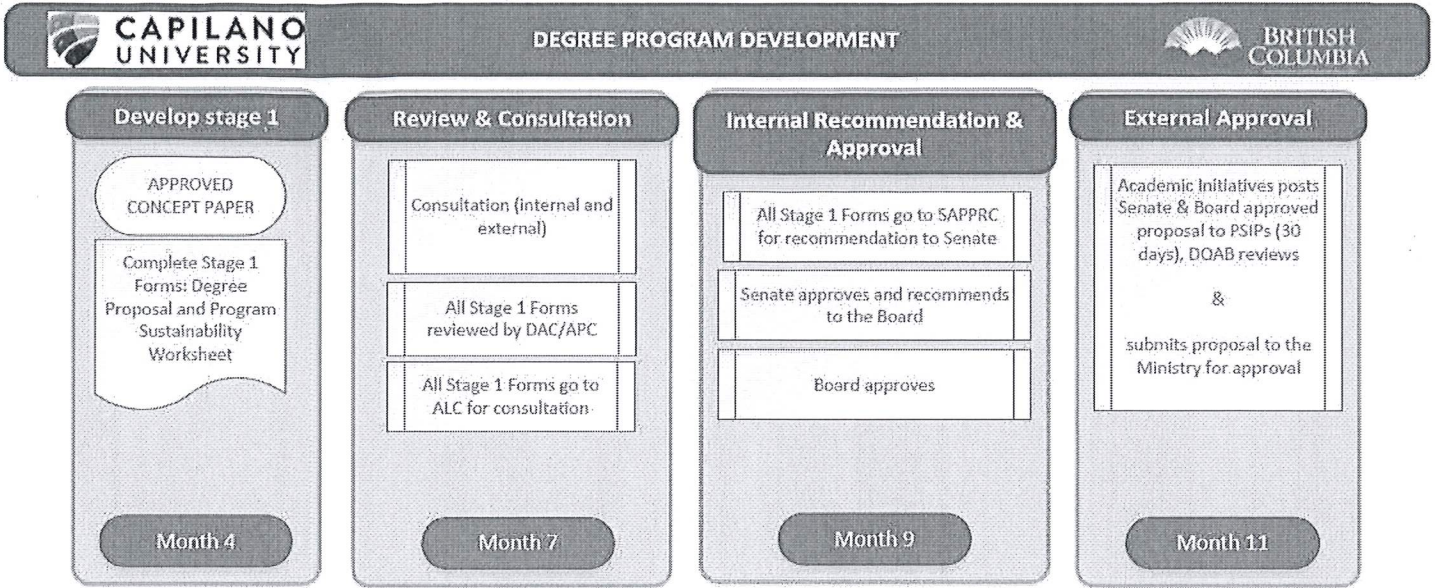 CAPILANO
UNIVERSITY
DEGREE PROGRAM DEVELOPMENT
BRITISH
COLUMBIA
Develop stage 1
APPROVED
CONCEPT PAPER
Complete Stage 1
Forms: Degree
Proposal and Program
Sustainability
Worksheet
Month 4
Review & Consultation
Consultation (internal and
external)
All Stage 1 Forms
reviewed by DAC/APC
All Stage 1 Forms go to
ALC for consultation
Month 7
Internal Recommendation &
Approval
All Stage 1 Forms go to SAPPRC
for recommendation to Senate
Senate approves and recommends
to the Board
Board approves
Month 9
External Approval
Academic Initiatives posts
Senate & Board approved
proposal to PSIPs (30
days), DQAB reviews
&
submits proposal to the
Ministry for approval
Month 11